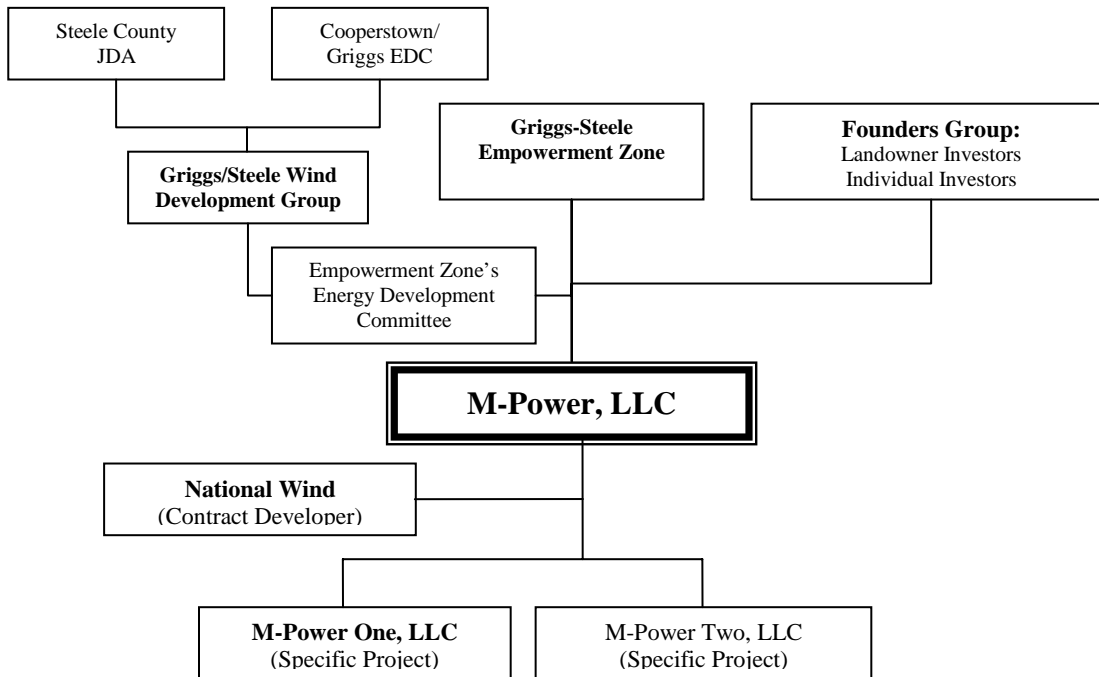 Steele County
JDA
Cooperstown/
Griggs EDC
Griggs-Steele
Empowerment Zone
Founders Group:
Landowner Investors
Individual Investors
Griggs/Steele Wind
Development Group
Empowerment Zone’s
Energy Development
Committee
M-Power, LLC
National Wind
(Contract Developer)
M-Power One, LLC
(Specific Project)
M-Power Two, LLC
(Specific Project)